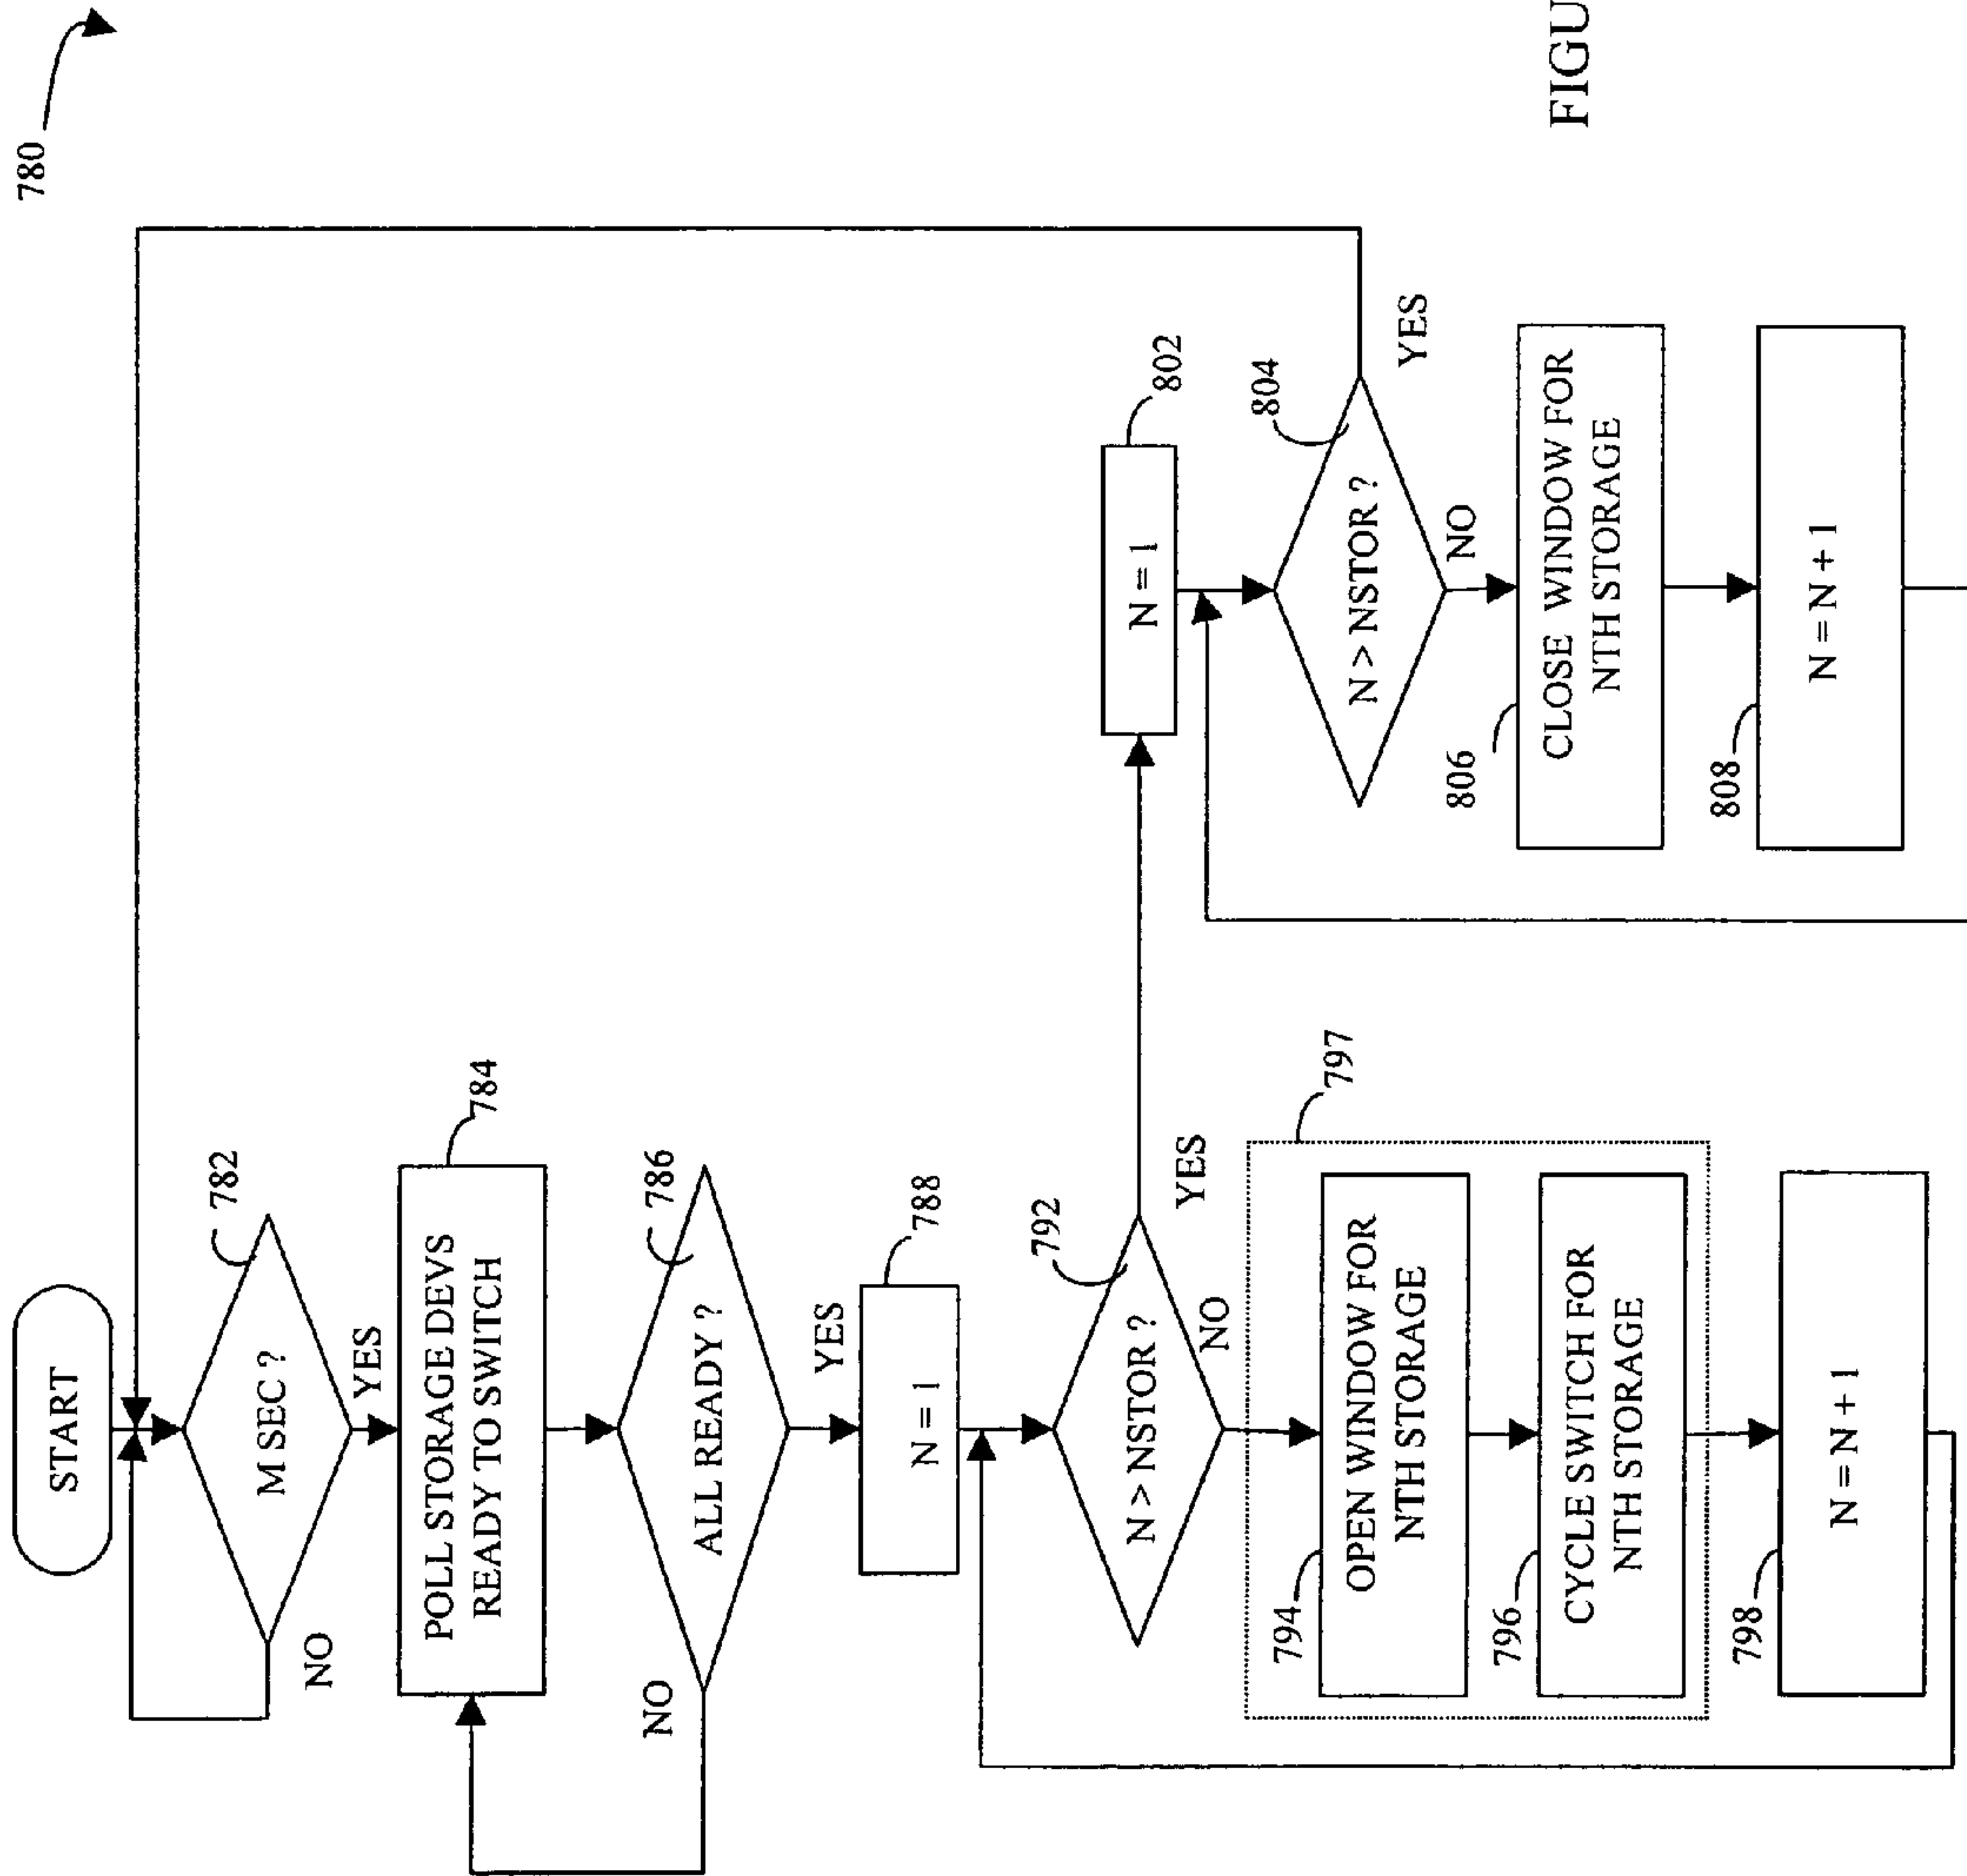 780
START
M SEC ?
782
NO
YES
POLL STORAGE DEVS
READY TO SWITCH
784
ALL READY ?
786
NO
YES
N = 1
788
N > NSTOR ?
792
NO
YES
797
OPEN WINDOW FOR
NTH STORAGE
794
CYCLE SWITCH FOR
NTH STORAGE
796
N = N + 1
798
N = 1
802
N > NSTOR ?
804
YES
NO
CLOSE WINDOW FOR
NTH STORAGE
806
N = N + 1
808
FIGU